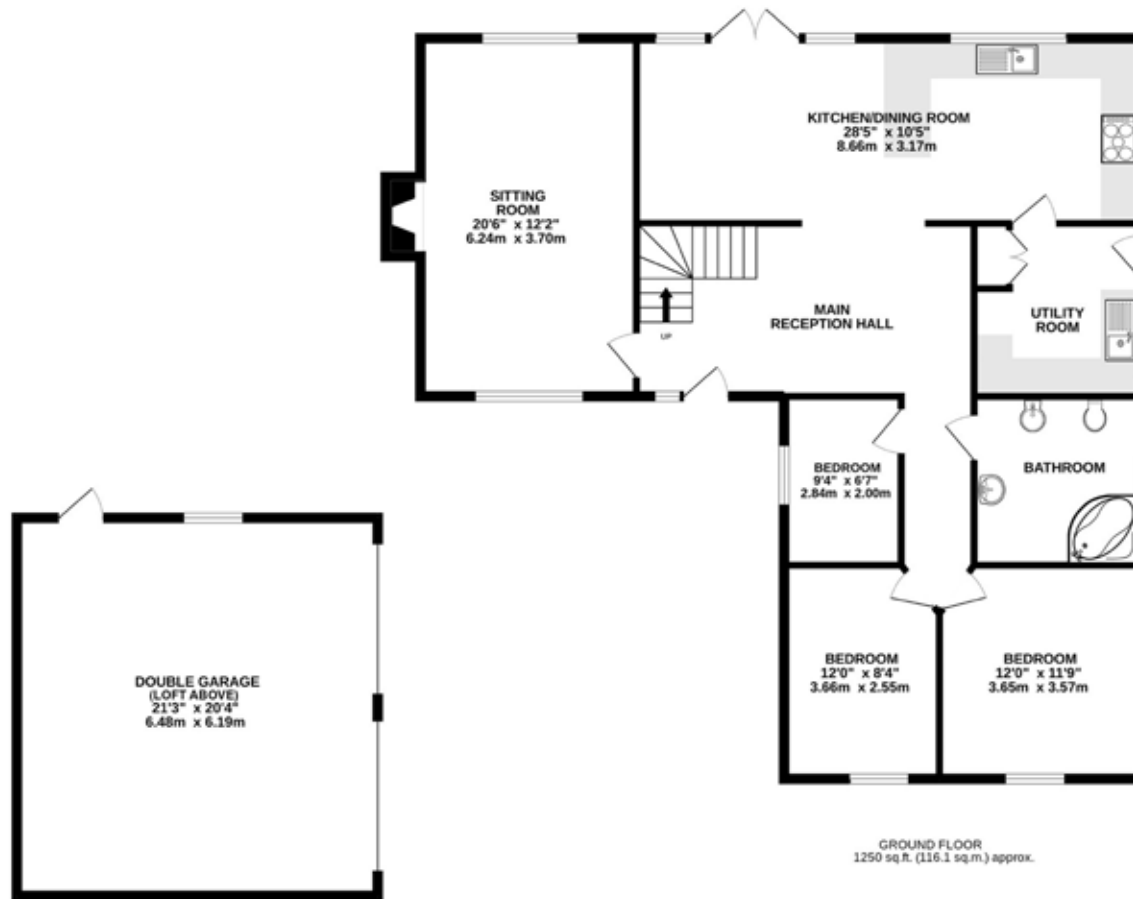 KITCHEN/DINING ROOM
28'5" x 10'5"
8.66m x 3.17m
SITTING
ROOM
20'6" x 12'2"
6.24m x 3.70m
MAIN
RECEPTION HALL
UP
UTILITY
ROOM
BEDROOM
9'4" x 6'7"
2.84m x 2.00m
BATHROOM
BEDROOM
12'0" x 8'4"
3.66m x 2.55m
BEDROOM
12'0" x 11'9"
3.65m x 3.57m
DOUBLE GARAGE
(LOFT ABOVE)
21'3" x 20'4"
6.48m x 6.19m
GROUND FLOOR
1250 sq.ft. (116.1 sq.m.) approx.